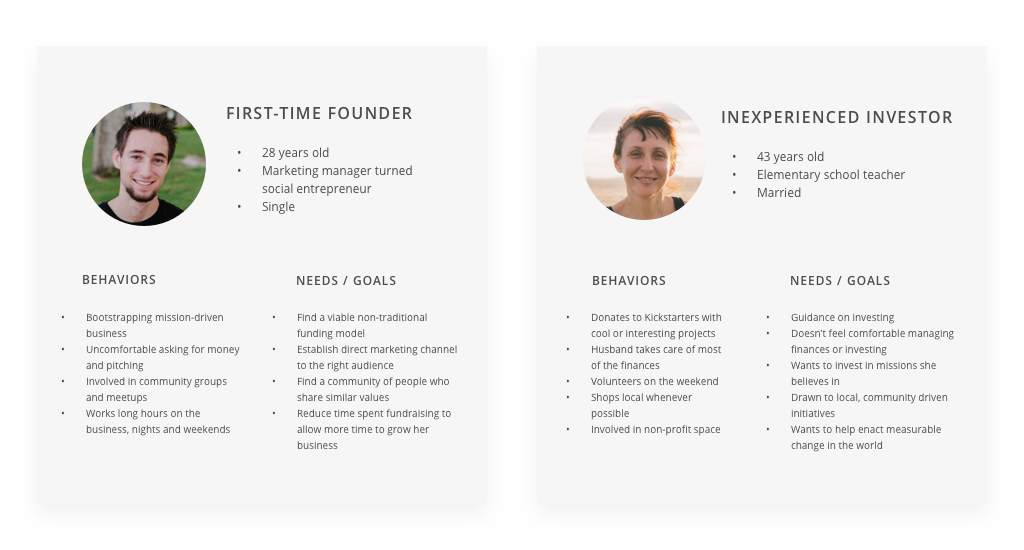 FIRST-TIME FOUNDER
• 28 years old
• Marketing manager turned
social entrepreneur
• Single
BEHAVIORS
• Bootstrapping mission-driven
business
• Uncomfortable asking for money
and pitching
• Involved in community groups
and meetups
• Works long hours on the
business, nights and weekends
NEEDS / GOALS
• Find a viable non-traditional
funding model
• Establish direct marketing channel
to the right audience
• Find a community of people who
share similar values
• Reduce time spent fundraising to
allow more time to grow her
business
INEXPERIENCED INVESTOR
• 43 years old
• Elementary school teacher
• Married
BEHAVIORS
• Donates to Kickstarters with
cool or interesting projects
• Husband takes care of most
of the finances
• Volunteers on the weekend
• Shops local whenever
possible
• Involved in non-profit space
NEEDS / GOALS
• Guidance on investing
• Doesn't feel comfortable managing
finances or investing
• Wants to invest in missions she
believes in
• Drawn to local, community driven
initiatives
• Wants to help enact measurable
change in the world